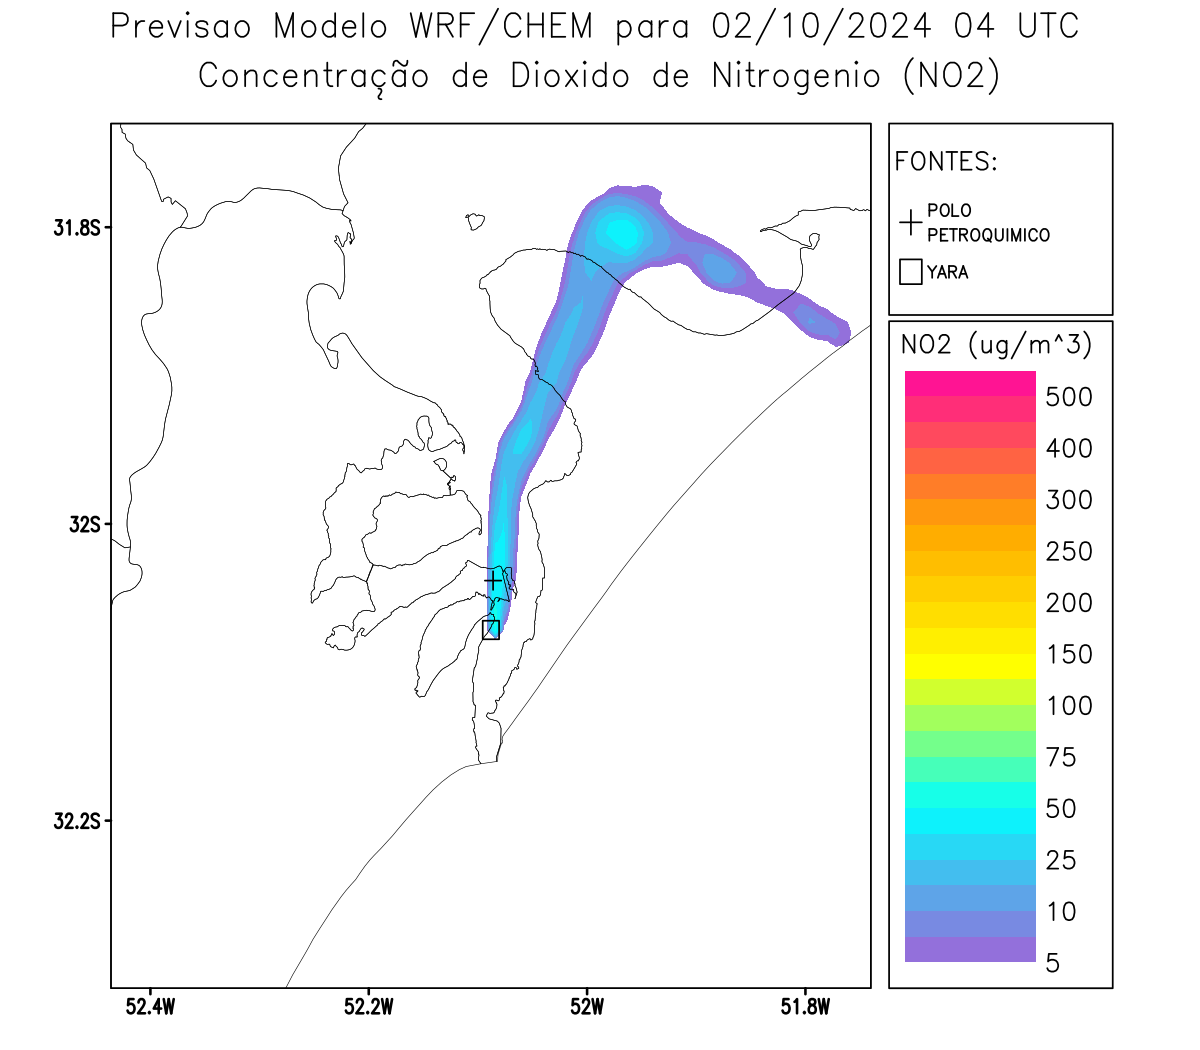 Previsao Modelo WRF/CHEM para 02/10/2024 04 UTC
Concentração de Dioxido de Nitrogenio (NO2)
FONTES:
POLO
PETROQUIMICO
YARA
NO2 (ug/m^3)
500
400
300
250
200
150
100
75
50
25
10
5
31.8S
32S
32.2S
52.4W
52.2W
52W
51.8W